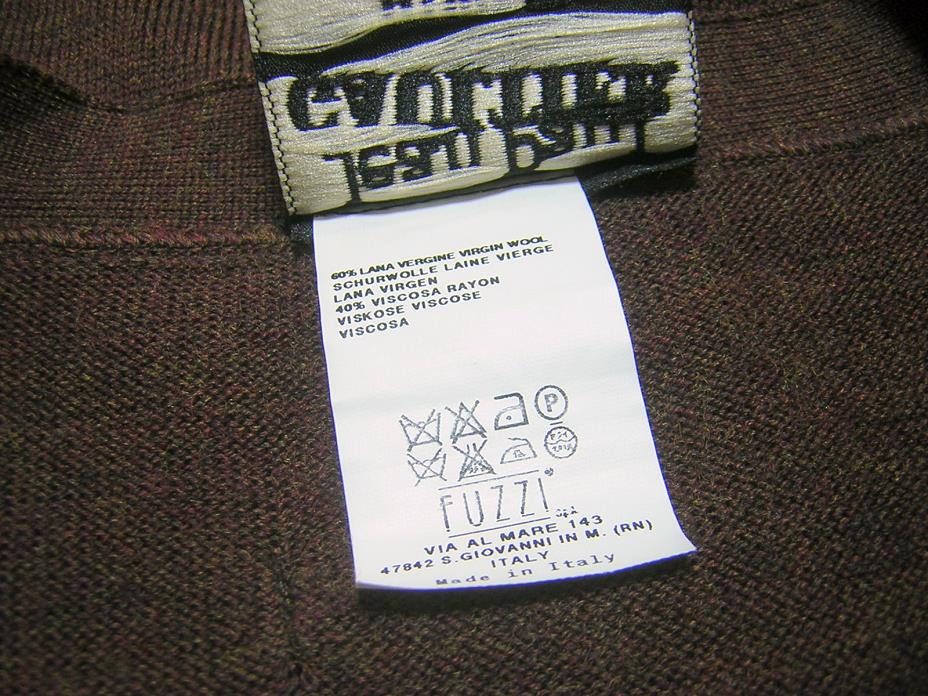 60% LANA VERGINE VIRGIN WOOL
SCHURWOLLE LAINE VIERGE
LANA VIRGEN
40% VISCOSA RAYON
VISKOSE VISCOSE
VISCOSA
P
FUZZI
VIA AL MARE 143
47842 S.GIOVANNI IN M. (RN)
ITALY
Made in Italy